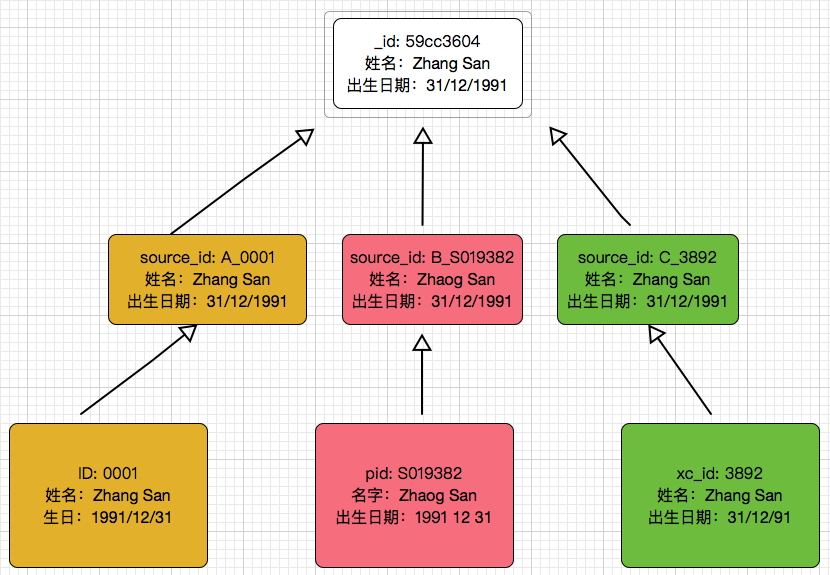 _id: 59cc3604
姓名：Zhang San
出生日期：31/12/1991
source_id: A_0001
姓名：Zhang San
出生日期：31/12/1991
source_id: B_S019382
姓名：Zhaog San
出生日期：31/12/1991
source_id: C_3892
姓名：Zhang San
出生日期：31/12/1991
ID: 0001
姓名：Zhang San
生日：1991/12/31
pid: S019382
名字：Zhaog San
出生日期：1991 12 31
xc_id: 3892
姓名：Zhang San
出生日期：31/12/91